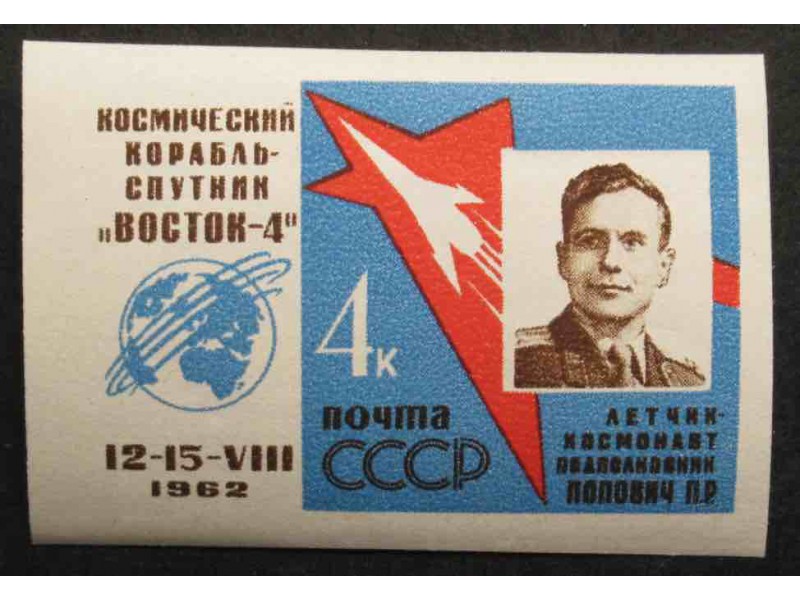 КОСМИЧЕСКИЙ
КОРАБЛЬ-
СПУТНИК
„ВОСТОК-4"
12-15-VIII
1962
4к
почта
СССР
ЛЕТЧИК-
КОСМОНАВТ
ПОДПОЛКОВНИК
ПОПОВИЧ П.Р.